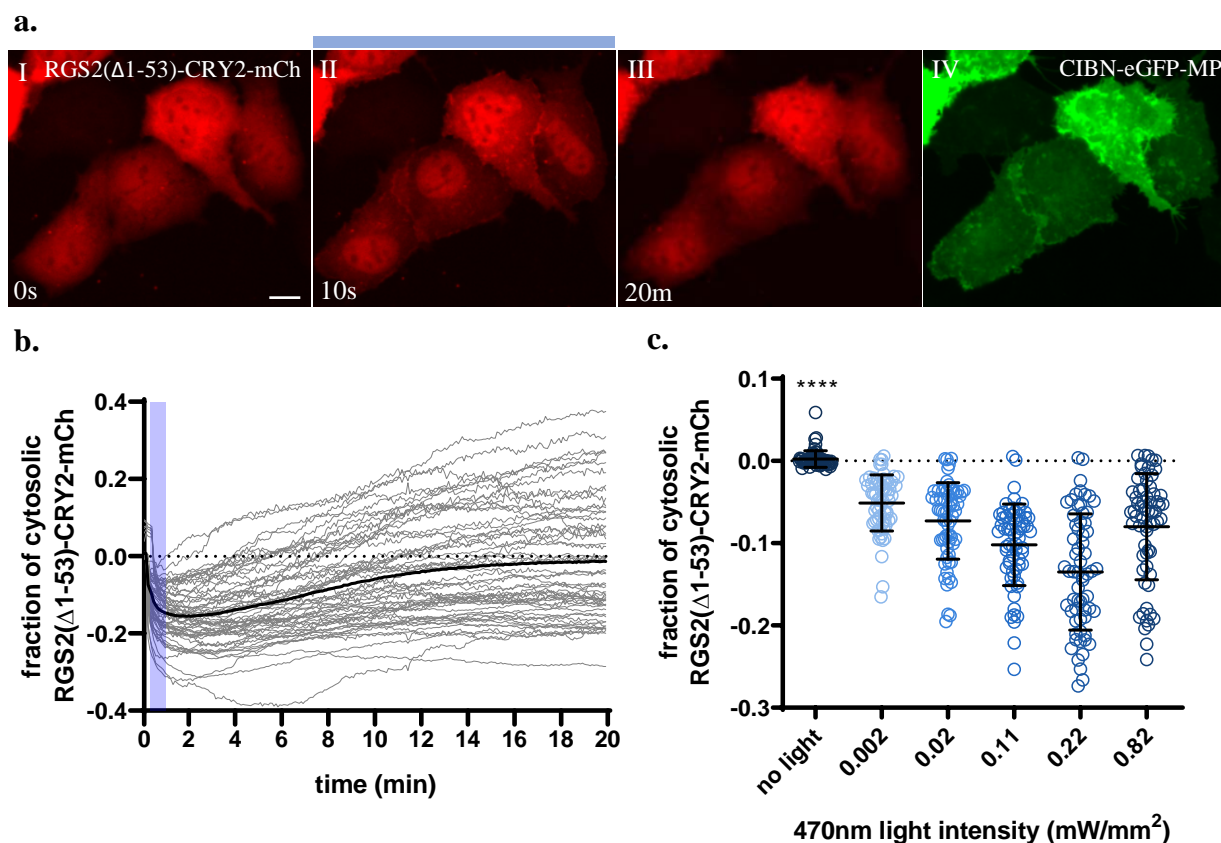 a.
I RGS2(Δ1-53)-CRY2-mCh II III IV CIBN-eGFP-MP
0s 10s 20m
b.
fraction of cytosolic
RGS2(Δ1-53)-CRY2-mCh
0.4
0.2
0.0
-0.2
-0.4
0 2 4 6 8 10 12 14 16 18 20
time (min)
c.
fraction of cytosolic
RGS2(Δ1-53)-CRY2-mCh
0.1
0.0
-0.1
-0.2
-0.3
****
no light 0.002 0.02 0.11 0.22 0.82
470nm light intensity (mW/mm²)